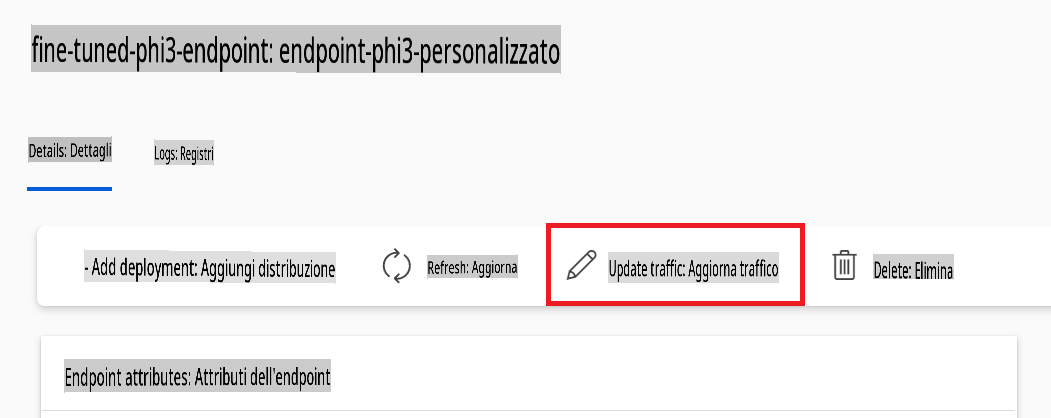 fine-tuned-phi3-endpoint: endpoint-phi3-personalizzato
Details: Dettagli Logs: Registri
- Add deployment: Aggiungi distribuzione Refresh: Aggiorna Update traffic: Aggiorna traffico Delete: Elimina
Endpoint attributes: Attributi dell'endpoint